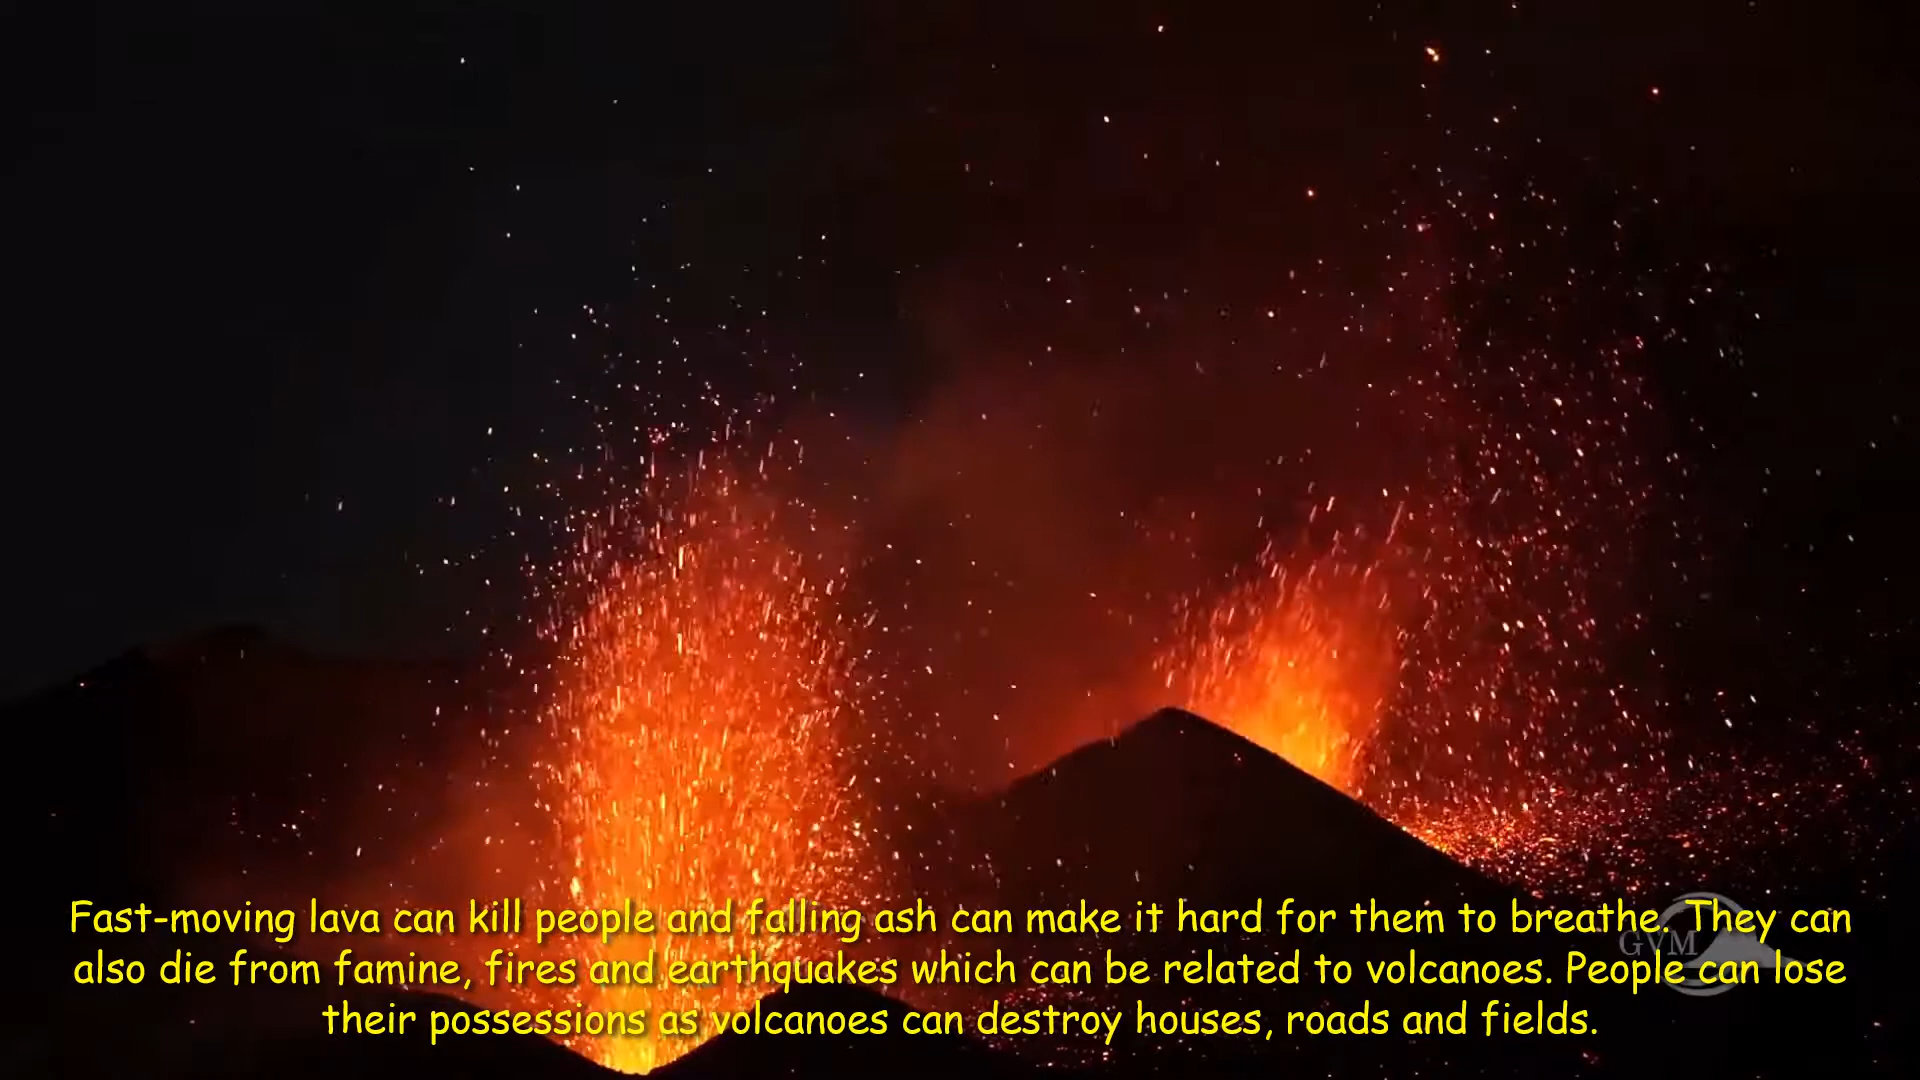 Fast-moving lava can kill people and falling ash can make it hard for them to breathe. They can
also die from famine, fires and earthquakes which can be related to volcanoes. People can lose
their possessions as volcanoes can destroy houses, roads and fields.
GVM